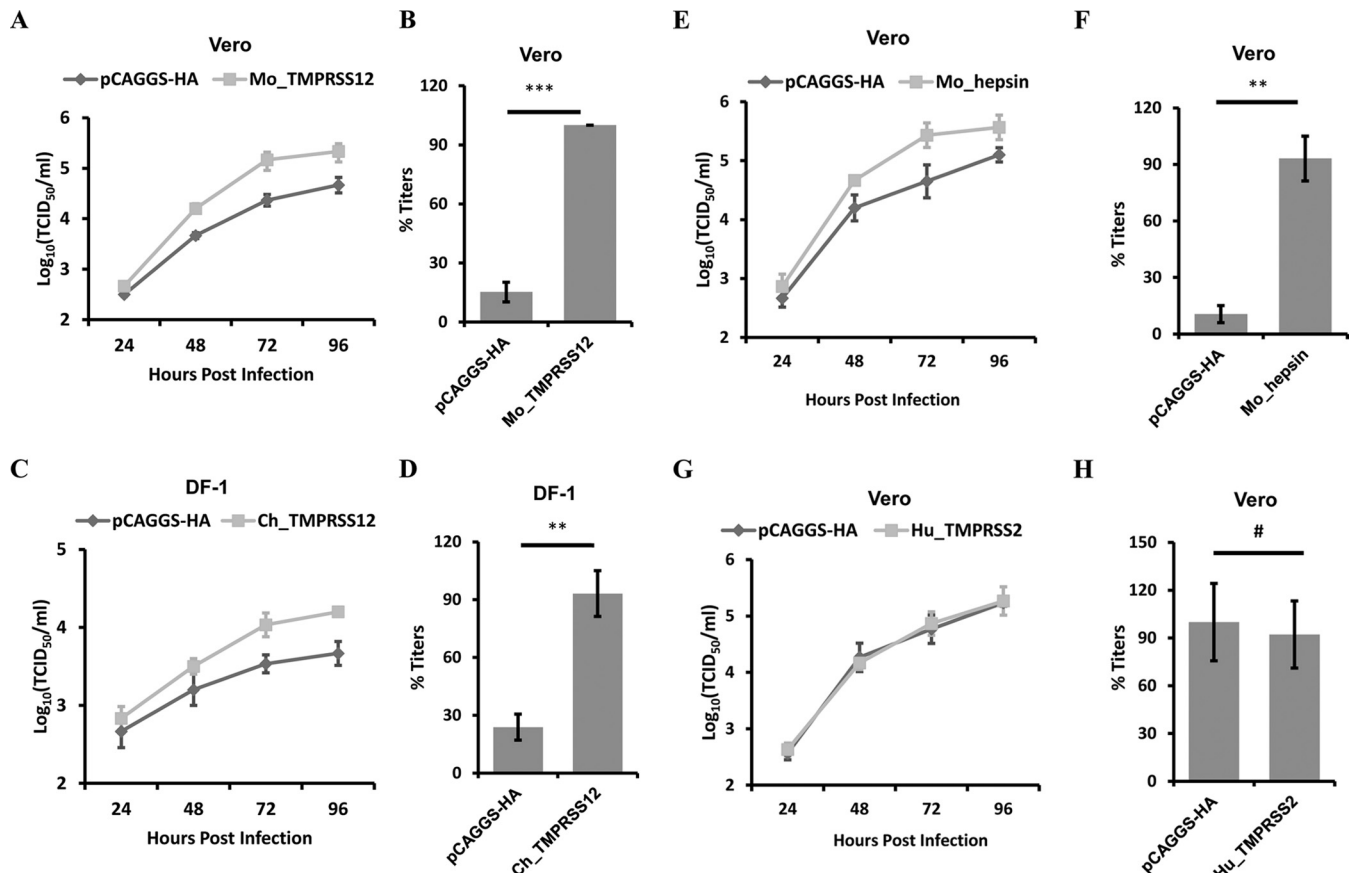 A
Vero
pCAGGS-HA Mo_TMPRSS12
Log10(TCID50/ml)
6
5
4
3
2
24 48 72 96
Hours Post Infection
B
Vero
***
% Titers
120
90
60
30
0
pCAGGS-HA
Mo_TMPRSS12
E
Vero
pCAGGS-HA Mo_hepsin
Log10(TCID50/ml)
6
5
4
3
2
24 48 72 96
Hours Post Infection
F
Vero
**
% Titers
120
90
60
30
0
pCAGGS-HA
Mo_hepsin
C
DF-1
pCAGGS-HA Ch_TMPRSS12
Log10(TCID50/ml)
5
4
3
2
24 48 72 96
Hours Post Infection
D
DF-1
**
% Titers
120
90
60
30
0
pCAGGS-HA
Ch_TMPRSS12
G
Vero
pCAGGS-HA Hu_TMPRSS2
Log10(TCID50/ml)
6
5
4
3
2
24 48 72 96
Hours Post Infection
H
Vero
#
% Titers
150
120
90
60
30
0
pCAGGS-HA
Hu_TMPRSS2